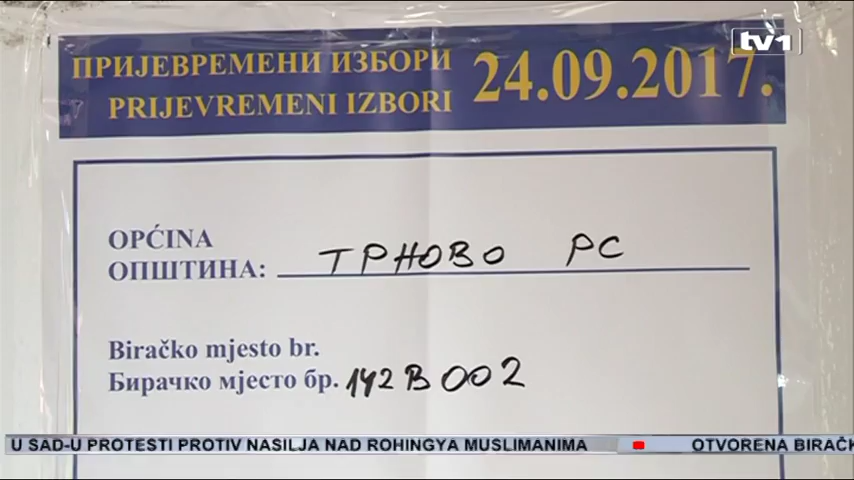 tv1
ПРИЈЕВРЕМЕНИ ИЗБОРИ
PRIJEVREMENI IZBORI
24.09.2017.
OPĆINA
ОПШТИНА: ТРНОВО РС
Biračko mjesto br.
Бирачко мјесто бр. 142B002
U SAD-U PROTESTI PROTIV NASILJA NAD ROHINGYA MUSLIMANIMA
OTVORENA